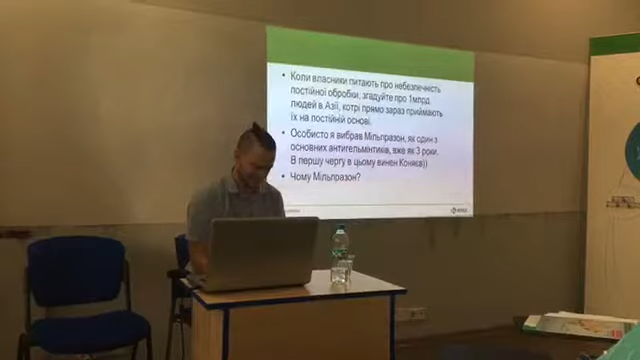 • Коли власники питають про небезпечність
постійної обробки, згадуйте про 1млрд
людей в Азії, котрі прямо зараз приймають
їх на постійній основі.
• Особисто я вибрав Мільпразон, як один з
основних антигельмінтиків, вже як 3 роки.
В першу чергу в цьому винен Коняєв))
• Чому Мільпразон?